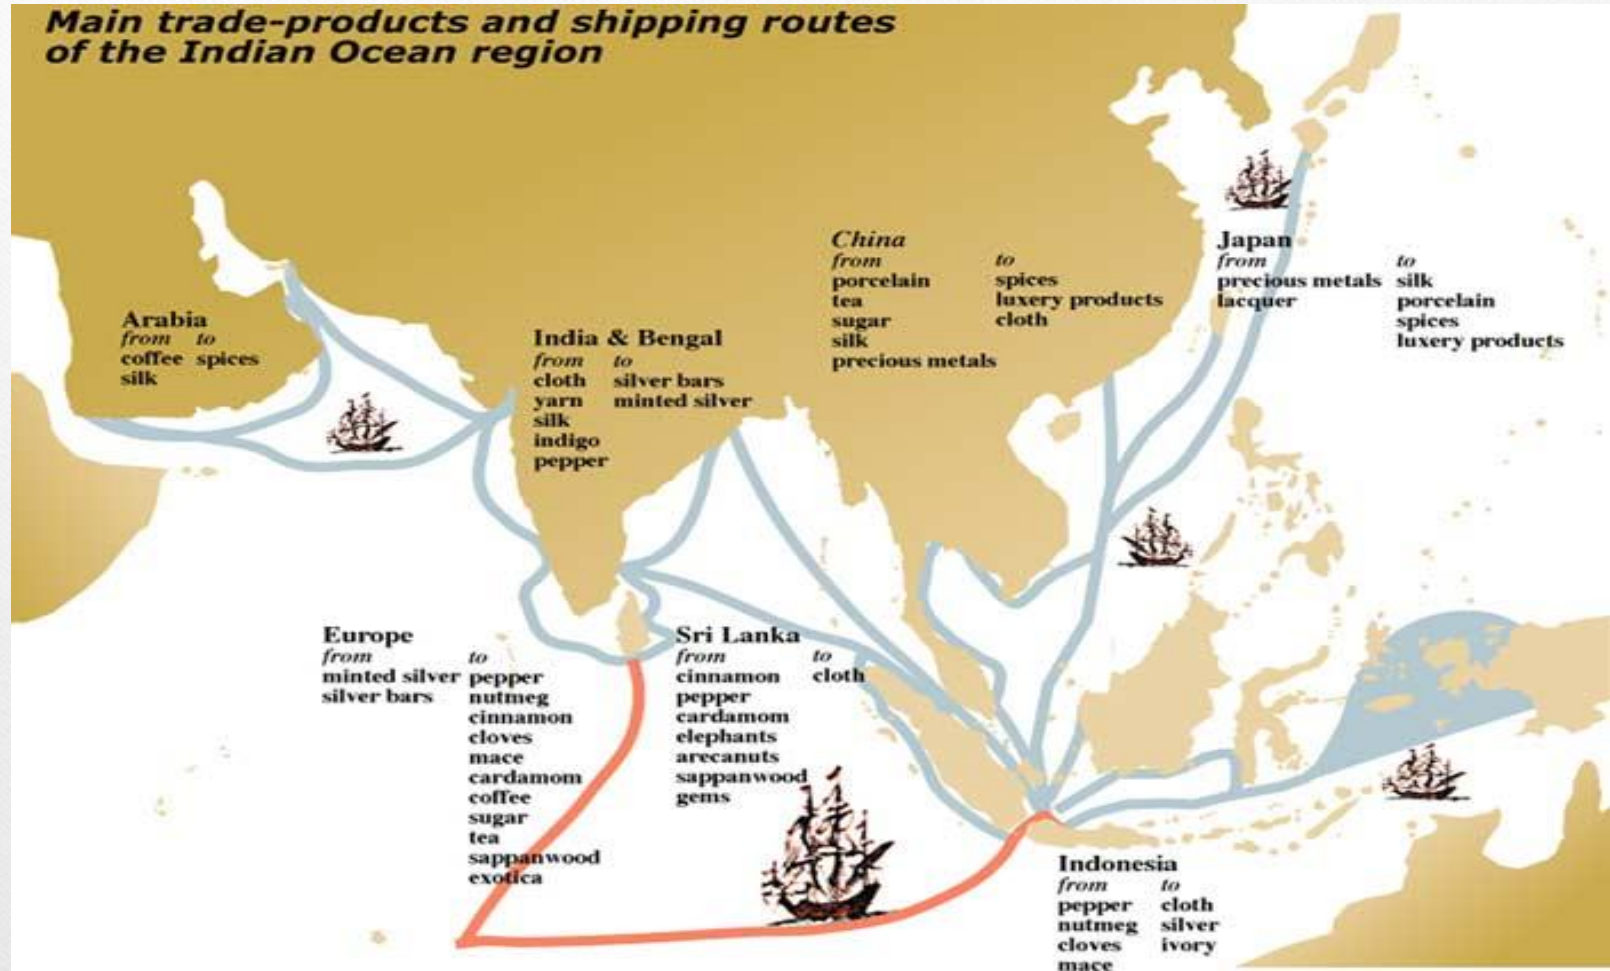 Main trade-products and shipping routes
of the Indian Ocean region
Arabia
from to
coffee spices
silk
India & Bengal
from to
cloth silver bars
yarn minted silver
silk
indigo
pepper
China
from to
porcelain spices
tea luxery products
sugar cloth
silk
precious metals
Japan
from to
precious metals silk
lacquer porcelain
spices
luxery products
Europe
from to
minted silver pepper
silver bars nutmeg
cinnamon
cloves
mace
cardamom
coffee
sugar
tea
sappanwood
exotica
Sri Lanka
from to
cinnamon cloth
pepper
cardamom
elephants
arecanuts
sappanwood
gems
Indonesia
from to
pepper cloth
nutmeg silver
cloves ivory
mace